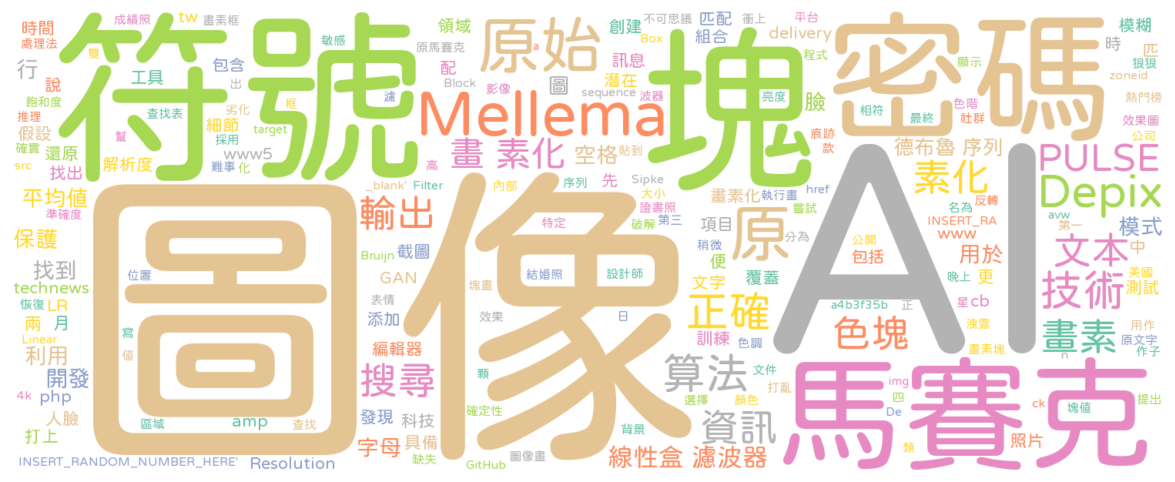 符號
圖像
塊
密碼
AI
馬賽克
原始
Mellema
畫 素化
輸出
搜尋
原
正確
色塊
算法
資訊
素化
PULSE
Depix
文本
技術
畫素
模式
線性盒 濾波器
德布魯 序列
時間
處理法
成績照
tw
畫素框
敏感
領域
原馬賽克
a
不可思議
衝上
創建
匹配
Box
組合
平台
delivery
模糊
時
匹
狠狠
zoneid
行
說
雙
工具
包含
出
濾
配
Block
影像
圖
訊息
sequence
潛在
波器
臉
程式
顯示
亮度
相符
最終
色階
社群
熱門榜
效果圖
公司
飽和度
推理
假設
查找表
劣化
框
細節
target
採用
幫
確實
還原
src
找出
解析度
www5
難事
化
高
空格
貼到
痕跡
款
平均值
準確度
_blank'
Filter
內部
序列
先
Sipke
大小
證書照
畫素化
執行畫
href
嘗試
名為
反轉
INSERT_RA
www
avw
第一
中
美國
測試
保護
找到
technews
恢復
LR
位置
Bruijn
截圖
特定
破解
第三
項目
分為
稍微
便
覆蓋
公開
包括
用於
晚上
更
兩
月
Linear
寫
值
GAN
表情
塊畫
結婚照
設計師
文字
a4b3f35b
正
星
cb
洩露
用作
原文字
作子
利用
添加
效果
日
訓練
色調
畫素塊
n
開發
4k
php
編輯器
顆
文件
打亂
選擇
顏色
img
四
De
ck
塊值
提出
人臉
打上
區域
amp
查找
發現
科技
確定性
字母
具備
缺失
GitHub
圖像畫
背景
類
照片
INSERT_RANDOM_NUMBER_HERE'
Resolution